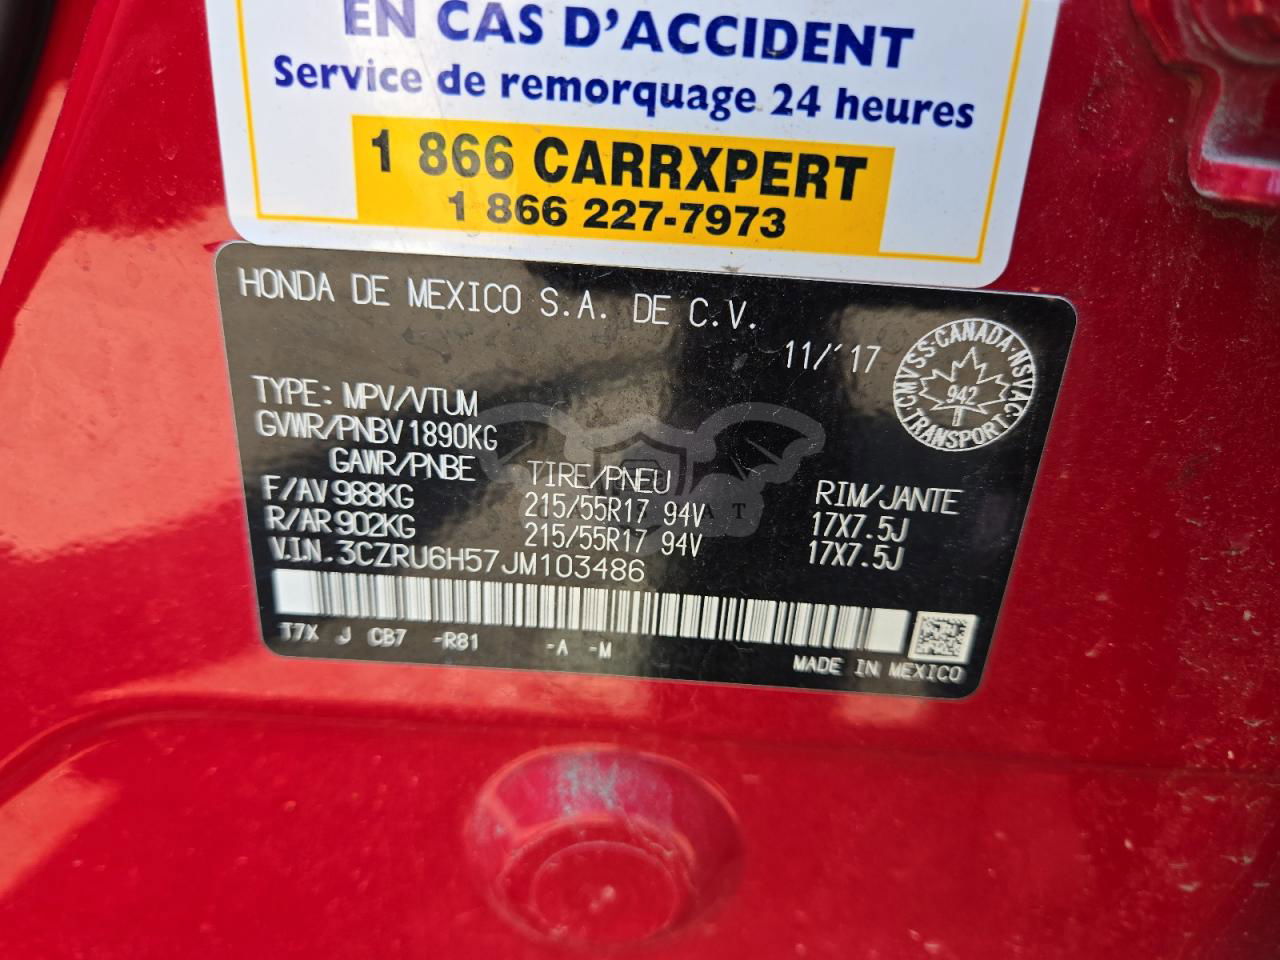 EN CAS D'ACCIDENT
Service de remorquage 24 heures
1 866 CARRXPERT
1 866 227-7973
HONDA DE MEXICO S.A. DE C.V.
11/'17
CMVSS·CANADA·NSVAC·TRANSPORT
942
TYPE: MPV/VTUM
GVWR/PNBV 1890KG
GAWR/PNBE TIRE/PNEU RIM/JANTE
F/AV 988KG 215/55R17 94V 17X7.5J
R/AR 902KG 215/55R17 94V 17X7.5J
V.I.N. 3CZRU6H57JM103486
T7X J CB7 -R81 -A -M
MADE IN MEXICO